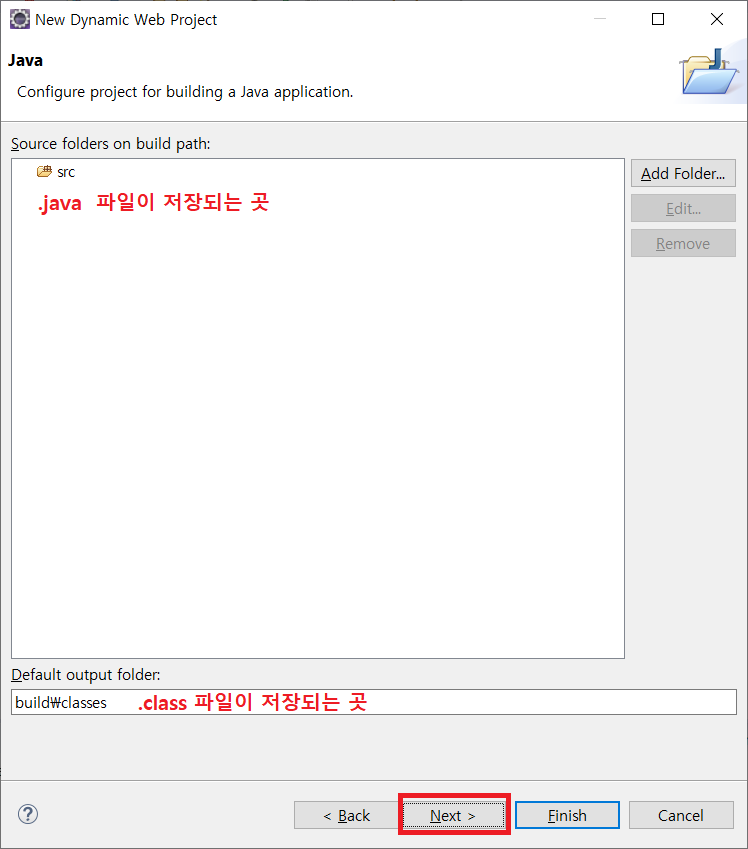 New Dynamic Web Project
Java
Configure project for building a Java application.
Source folders on build path:
src
.java 파일이 저장되는 곳
Add Folder...
Edit...
Remove
Default output folder:
build₩classes .class 파일이 저장되는 곳
? < Back Next > Finish Cancel